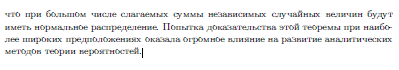 что при большом числе слагаемых суммы независимых случайных величин будут
иметь нормальное распределение. Попытка доказательства этой теоремы при наибо-
лее широких предположениях оказала огромное влияние на развитие аналитических
методов теории вероятностей.